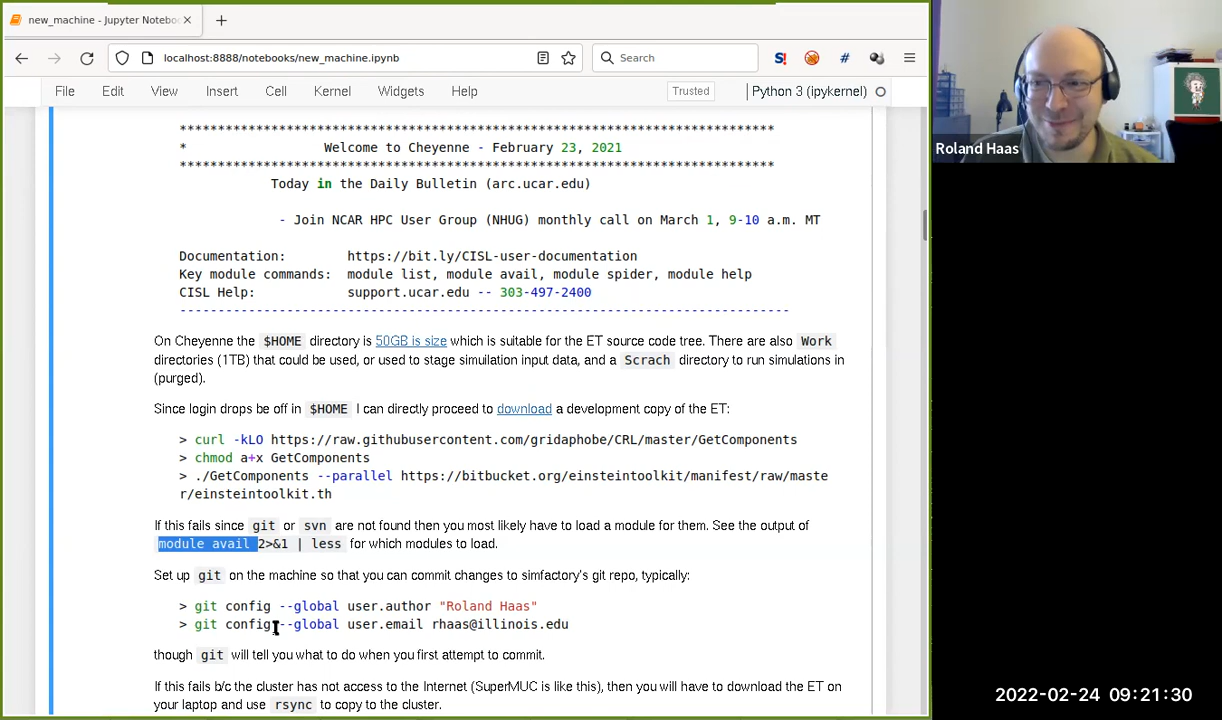 new_machine - Jupyter Noteboo
localhost:8888/notebooks/new_machine.ipynb
Search
S!
#
File Edit View Insert Cell Kernel Widgets Help Trusted Python 3 (ipykernel)
******************************************************************************
* Welcome to Cheyenne - February 23, 2021
******************************************************************************
Today in the Daily Bulletin (arc.ucar.edu)
- Join NCAR HPC User Group (NHUG) monthly call on March 1, 9-10 a.m. MT
Documentation: https://bit.ly/CISL-user-documentation
Key module commands: module list, module avail, module spider, module help
CISL Help: support.ucar.edu -- 303-497-2400
--------------------------------------------------------------------------------
On Cheyenne the $HOME directory is 50GB is size which is suitable for the ET source code tree. There are also Work
directories (1TB) that could be used, or used to stage simuilation input data, and a Scrach directory to run simulations in
(purged).
Since login drops be off in $HOME I can directly proceed to download a development copy of the ET:
> curl -kLO https://raw.githubusercontent.com/gridaphobe/CRL/master/GetComponents
> chmod a+x GetComponents
> ./GetComponents --parallel https://bitbucket.org/einsteintoolkit/manifest/raw/maste
r/einsteintoolkit.th
If this fails since git or svn are not found then you most likely have to load a module for them. See the output of
module avail 2>&1 | less for which modules to load.
Set up git on the machine so that you can commit changes to simfactory's git repo, typically:
> git config --global user.author "Roland Haas"
> git config --global user.email rhaas@illinois.edu
though git will tell you what to do when you first attempt to commit.
If this fails b/c the cluster has not access to the Internet (SuperMUC is like this), then you will have to download the ET on
your laptop and use rsync to copy to the cluster.
Roland Haas
2022-02-24 09:21:30